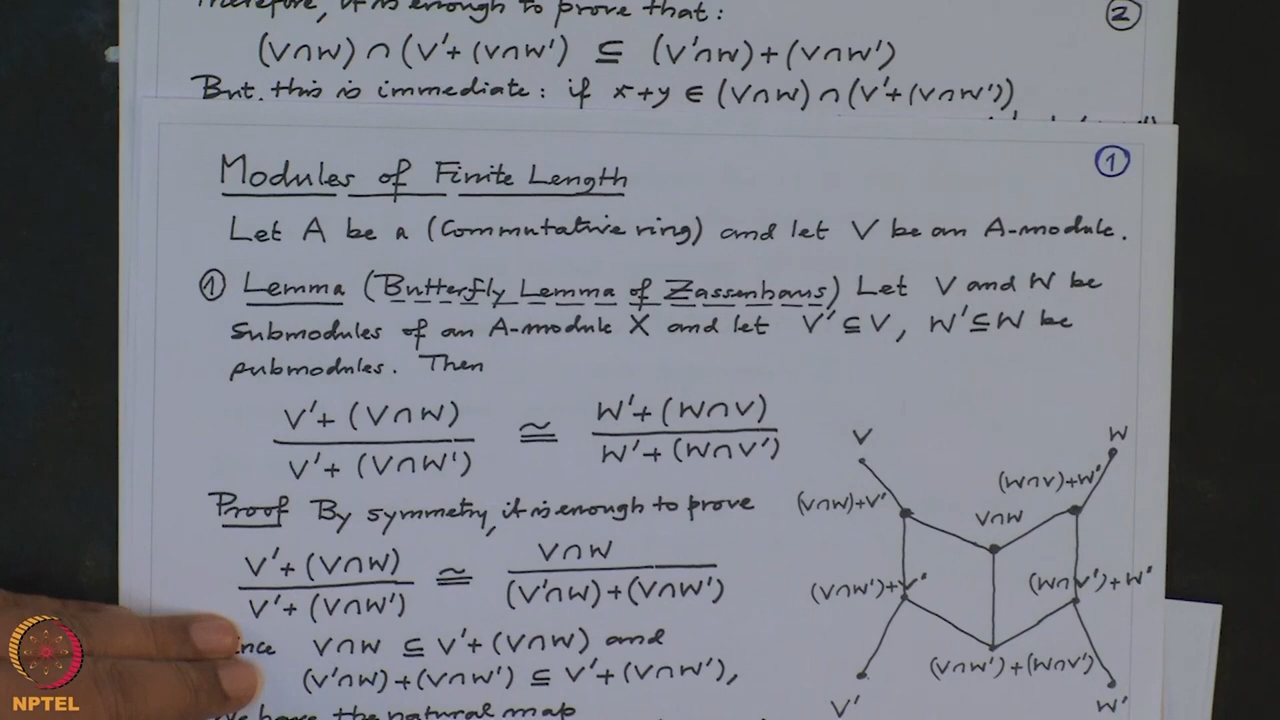 Therefore, it is enough to prove that:
②
(V∩W) ∩ (V'+(V∩W') ⊆ (V'∩W)+(V∩W')
But, this is immediate: if x+y ∈ (V∩W)∩(V'+(V∩W'))
Modules of Finite Length
①
Let A be a (Commutative ring) and let V be an A-module.
① Lemma (Butterfly Lemma of Zassenhaus) Let V and W be
submodules of an A-module X and let V'⊆V, W'⊆W be
submodules. Then
V'+(V∩W) / V'+(V∩W') ≅ W'+(W∩V) / W'+(W∩V')
Proof By symmetry, it is enough to prove
V'+(V∩W) / V'+(V∩W') ≅ V∩W / (V'∩W)+(V∩W')
V∩W ⊆ V'+(V∩W) and
(V'∩W)+(V∩W') ⊆ V'+(V∩W'),
We have the natural map
V
W
(V∩W)+V'
(W∩V)+W'
V∩W
(V∩W')+V'
(W∩V')+W'
(V∩W')+(W∩V')
V'
W'
NPTEL